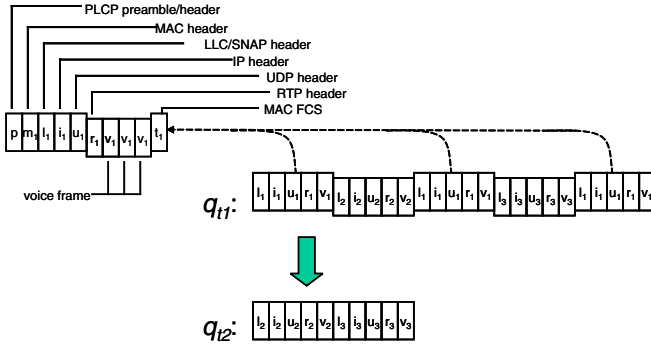 PLCP preamble/header
MAC header
LLC/SNAP header
IP header
UDP header
RTP header
MAC FCS
p m1 l1 i1 u1 r1 v1 v1 v1 t1
voice frame
qt1: l1 i1 u1 r1 v1 l2 i2 u2 r2 v2 l1 i1 u1 r1 v1 l3 i3 u3 r3 v3 l1 i1 u1 r1 v1
qt2: l2 i2 u2 r2 v2 l3 i3 u3 r3 v3